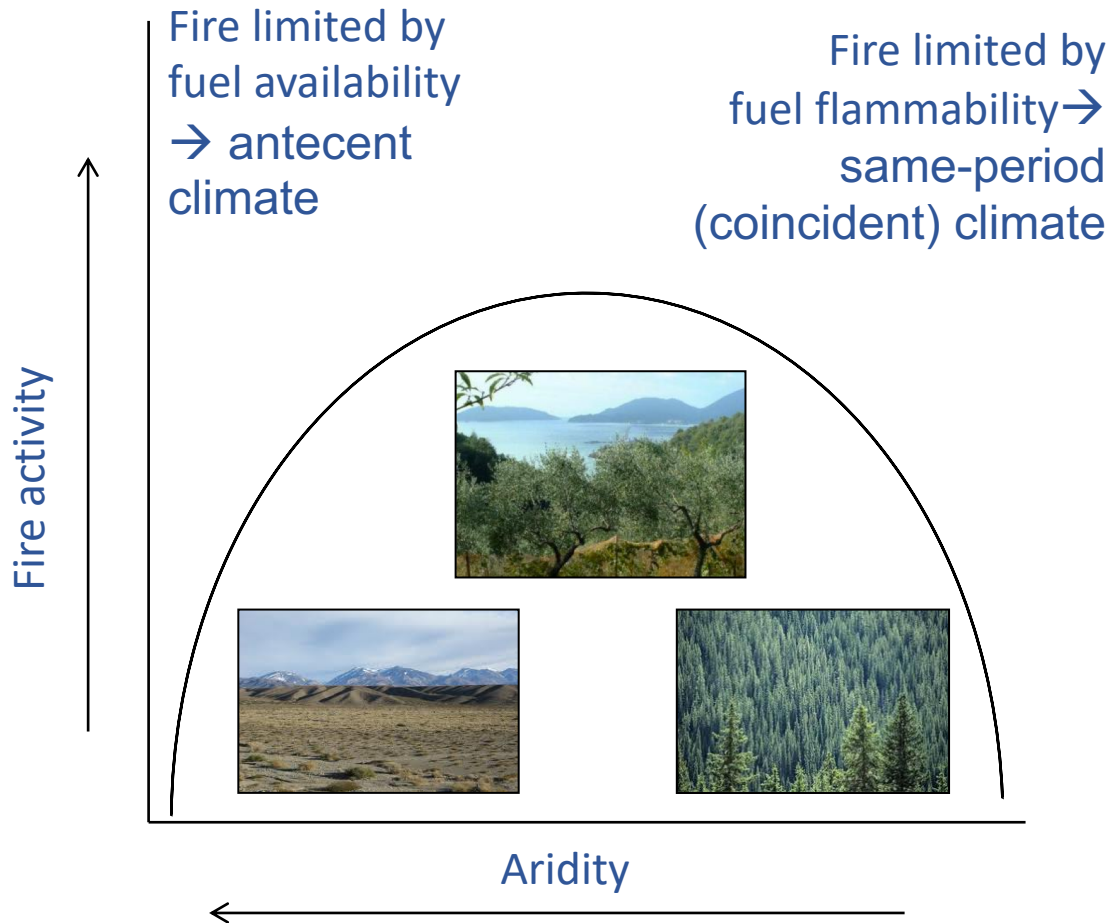 Fire limited by
fuel availability
→ antecent
climate
Fire limited by
fuel flammability→
same-period
(coincident) climate
Fire activity
Aridity